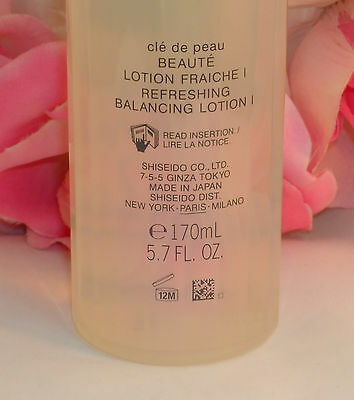 clé de peau
BEAUTÉ
LOTION FRAICHE I
REFRESHING
BALANCING LOTION I
READ INSERTION /
LIRE LA NOTICE.
SHISEIDO CO., LTD.
7-5-5 GINZA TOKYO
MADE IN JAPAN
SHISEIDO DIST.
NEW YORK-PARIS-MILANO
℮ 170mL
5.7 FL. OZ.
12M